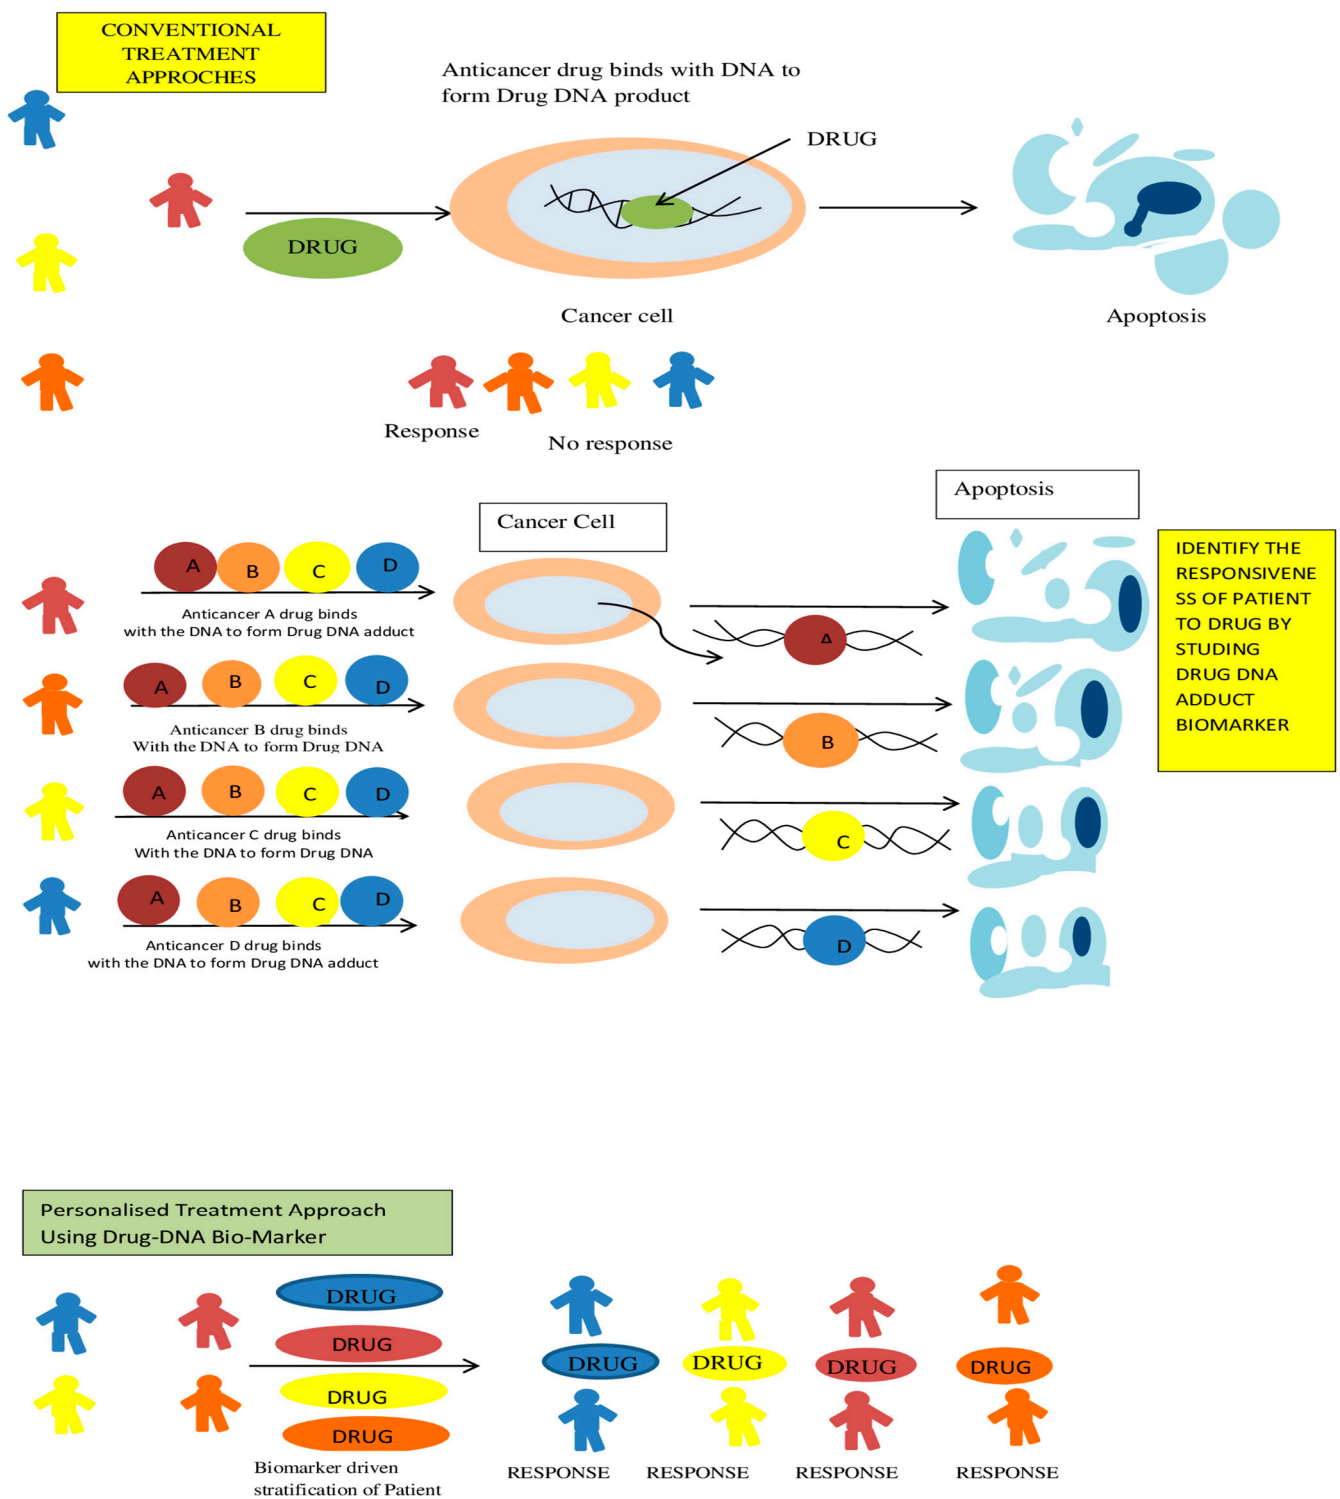 CONVENTIONAL
TREATMENT
APPROCHES
Anticancer drug binds with DNA to
form Drug DNA product
DRUG
DRUG
Cancer cell
Apoptosis
Response
No response
Cancer Cell
Apoptosis
IDENTIFY THE
RESPONSIVENE
SS OF PATIENT
TO DRUG BY
STUDING
DRUG DNA
ADDUCT
BIOMARKER
A B C D
Anticancer A drug binds
with the DNA to form Drug DNA adduct
A
A B C D
Anticancer B drug binds
With the DNA to form Drug DNA
B
A B C D
Anticancer C drug binds
With the DNA to form Drug DNA
C
A B C D
Anticancer D drug binds
with the DNA to form Drug DNA adduct
D
Personalised Treatment Approach
Using Drug-DNA Bio-Marker
DRUG
DRUG
DRUG
DRUG
Biomarker driven
stratification of Patient
DRUG DRUG DRUG DRUG
RESPONSE RESPONSE RESPONSE RESPONSE